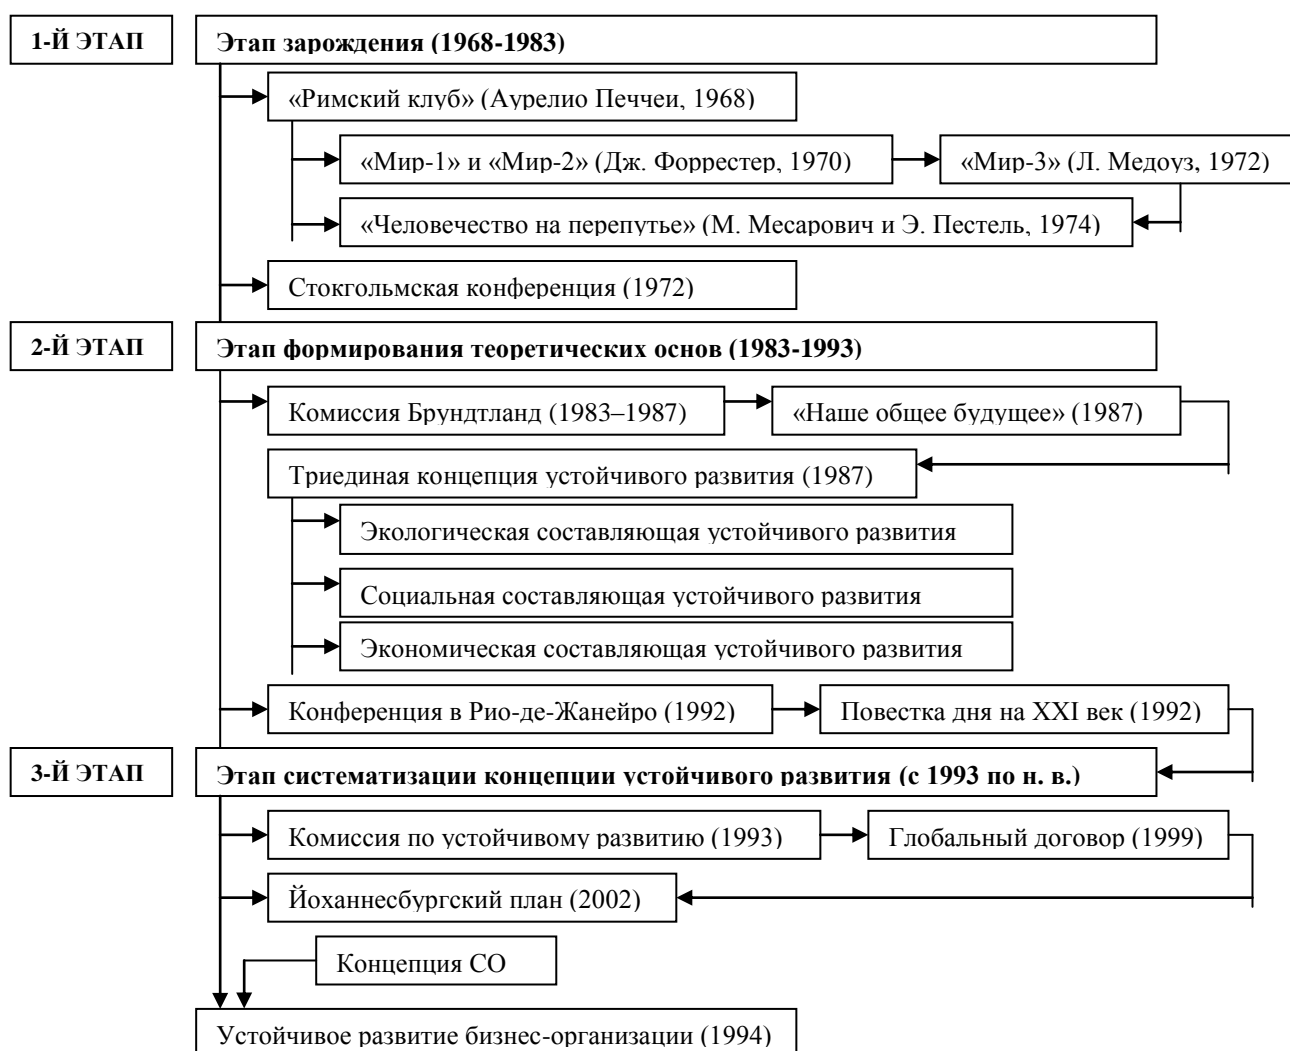 1-Й ЭТАП
Этап зарождения (1968-1983)
«Римский клуб» (Аурелио Печчеи, 1968)
«Мир-1» и «Мир-2» (Дж. Форрестер, 1970)
«Мир-3» (Л. Медоуз, 1972)
«Человечество на перепутье» (М. Месарович и Э. Пестель, 1974)
Стокгольмская конференция (1972)
2-Й ЭТАП
Этап формирования теоретических основ (1983-1993)
Комиссия Брундтланд (1983–1987)
«Наше общее будущее» (1987)
Триединая концепция устойчивого развития (1987)
Экологическая составляющая устойчивого развития
Социальная составляющая устойчивого развития
Экономическая составляющая устойчивого развития
Конференция в Рио-де-Жанейро (1992)
Повестка дня на XXI век (1992)
3-Й ЭТАП
Этап систематизации концепции устойчивого развития (с 1993 по н. в.)
Комиссия по устойчивому развитию (1993)
Глобальный договор (1999)
Йоханнесбургский план (2002)
Концепция СО
Устойчивое развитие бизнес-организации (1994)